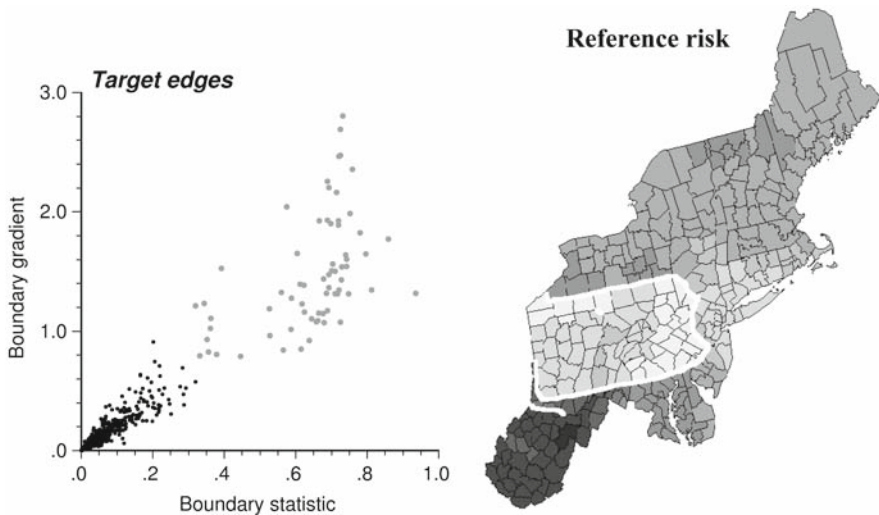 Target edges
3.0
2.0
1.0
.0
.0 .2 .4 .6 .8 1.0
Boundary gradient
Boundary statistic
Reference risk